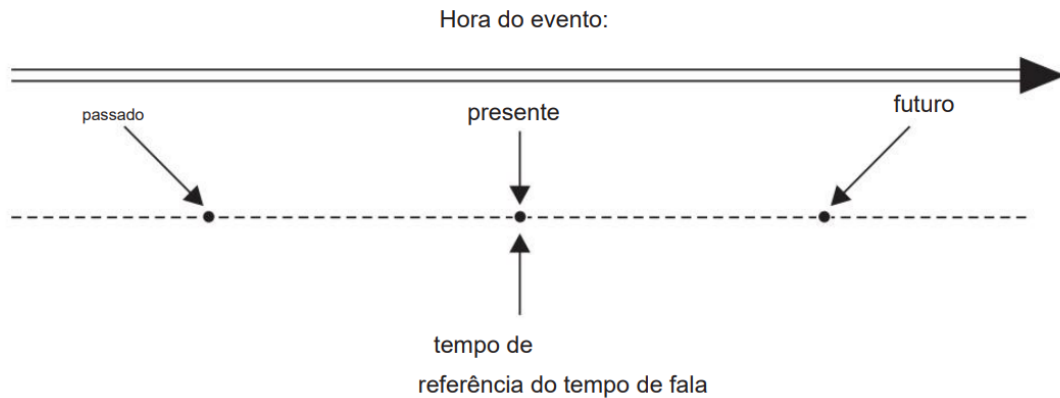 Hora do evento:
passado
presente
futuro
tempo de
referência do tempo de fala